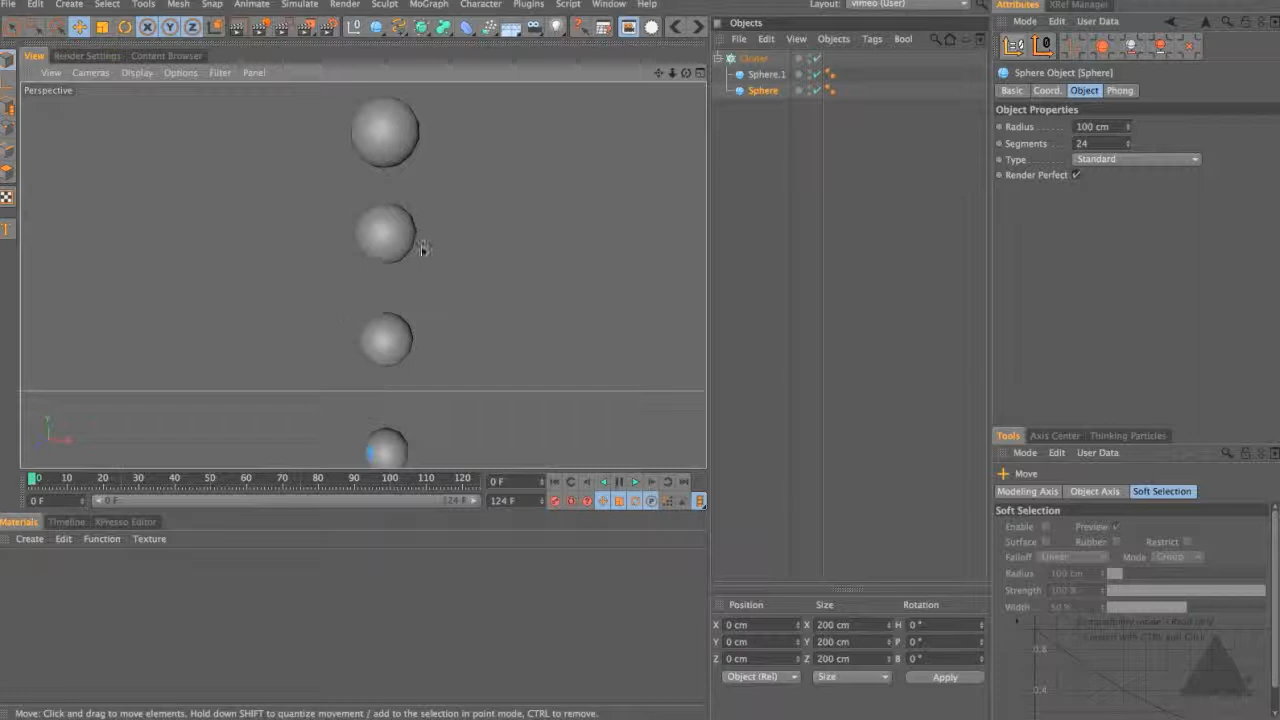 File Edit Create Select Tools Mesh Snap Animate Simulate Render Sculpt MoGraph Character Plugins Script Window Help
Layout: vimeo (User)
Attributes XRef Manager
View Render Settings Content Browser
View Cameras Display Options Filter Panel
Perspective
Objects
File Edit View Objects Tags Bool
Cloner
Sphere.1
Sphere
Mode Edit User Data
Sphere Object [Sphere]
Basic Coord. Object Phong
Object Properties
Radius 100 cm
Segments 24
Type Standard
Render Perfect
Y
0 10 20 30 40 50 60 70 80 90 100 110 120
0 F
0 F 0 F 124 F 124 F
Materials Timeline XPresso Editor
Create Edit Function Texture
Position Size Rotation
X 0 cm X 200 cm H 0 °
Y 0 cm Y 200 cm P 0 °
Z 0 cm Z 200 cm B 0 °
Object (Rel) Size Apply
Tools Axis Center Thinking Particles
Mode Edit User Data
Move
Modeling Axis Object Axis Soft Selection
Soft Selection
Enable Preview
Surface Rubber Restrict
Falloff Linear Mode Group
Radius 100 cm
Strength 100 %
Width 50 %
0.8
0.4
Move: Click and drag to move elements. Hold down SHIFT to quantize movement / add to the selection in point mode, CTRL to remove.